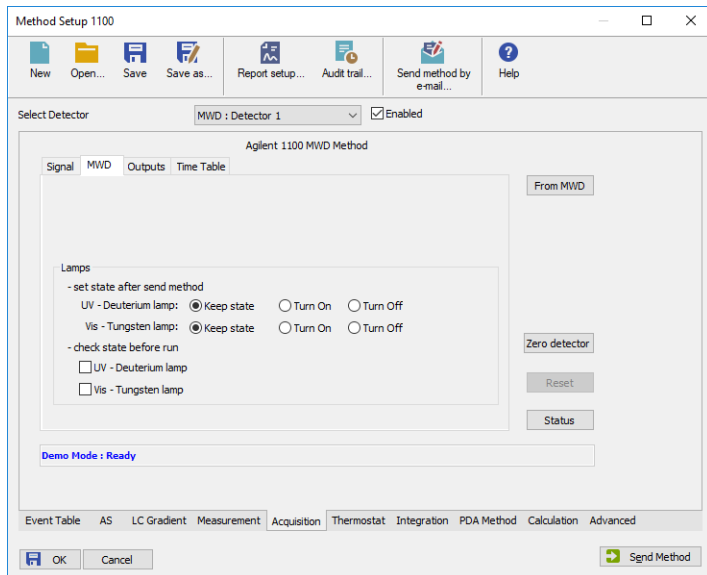 Method Setup 1100
New Open... Save Save as... Report setup... Audit trail... Send method by e-mail... Help
Select Detector MWD : Detector 1 Enabled
Agilent 1100 MWD Method
Signal MWD Outputs Time Table
From MWD
Lamps
- set state after send method
UV - Deuterium lamp: Keep state Turn On Turn Off
Vis - Tungsten lamp: Keep state Turn On Turn Off
- check state before run
Zero detector
UV - Deuterium lamp
Vis - Tungsten lamp
Reset
Status
Demo Mode : Ready
Event Table AS LC Gradient Measurement Acquisition Thermostat Integration PDA Method Calculation Advanced
OK Cancel Send Method